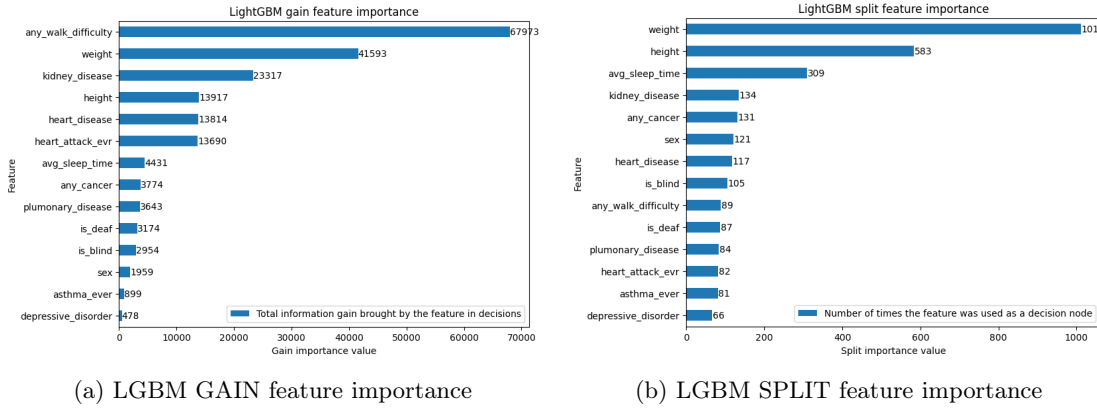 LightGBM gain feature importance
any_walk_difficulty 67973
weight 41593
kidney_disease 23317
height 13917
heart_disease 13814
heart_attack_evr 13690
avg_sleep_time 4431
any_cancer 3774
plumonary_disease 3643
is_deaf 3174
is_blind 2954
sex 1959
asthma_ever 899
depressive_disorder 478
Feature
Total information gain brought by the feature in decisions
0 10000 20000 30000 40000 50000 60000 70000
Gain importance value
(a) LGBM GAIN feature importance
LightGBM split feature importance
weight 101
height 583
avg_sleep_time 309
kidney_disease 134
any_cancer 131
sex 121
heart_disease 117
is_blind 105
any_walk_difficulty 89
is_deaf 87
plumonary_disease 84
heart_attack_evr 82
asthma_ever 81
depressive_disorder 66
Feature
Number of times the feature was used as a decision node
0 200 400 600 800 1000
Split importance value
(b) LGBM SPLIT feature importance